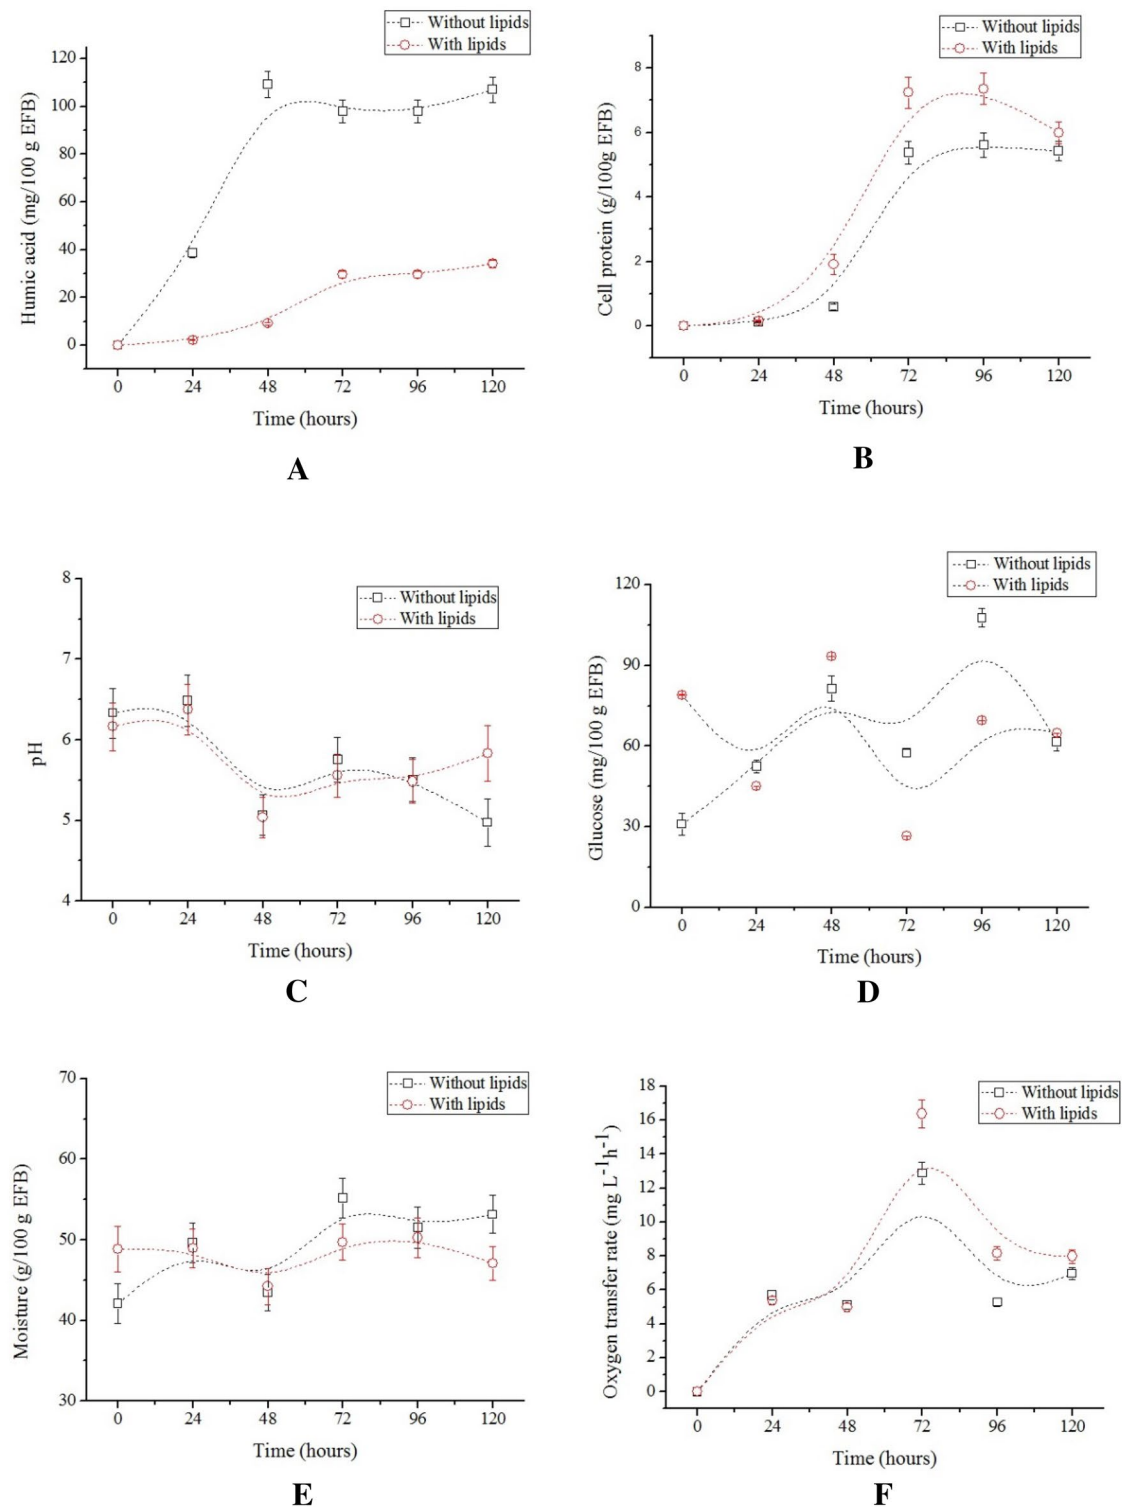 Without lipids
With lipids
120
100
80
60
40
20
0
Humic acid (mg/100 g EFB)
0 24 48 72 96 120
Time (hours)
A
Without lipids
With lipids
8
6
4
2
0
Cell protein (g/100g EFB)
0 24 48 72 96 120
Time (hours)
B
Without lipids
With lipids
8
7
6
5
4
pH
0 24 48 72 96 120
Time (hours)
C
Without lipids
With lipids
120
90
60
30
0
Glucose (mg/100 g EFB)
0 24 48 72 96 120
Time (hours)
D
Without lipids
With lipids
70
60
50
40
30
Moisture (g/100 g EFB)
0 24 48 72 96 120
Time (hours)
E
Without lipids
With lipids
18
16
14
12
10
8
6
4
2
0
Oxygen transfer rate (mg L⁻¹h⁻¹)
0 24 48 72 96 120
Time (hours)
F